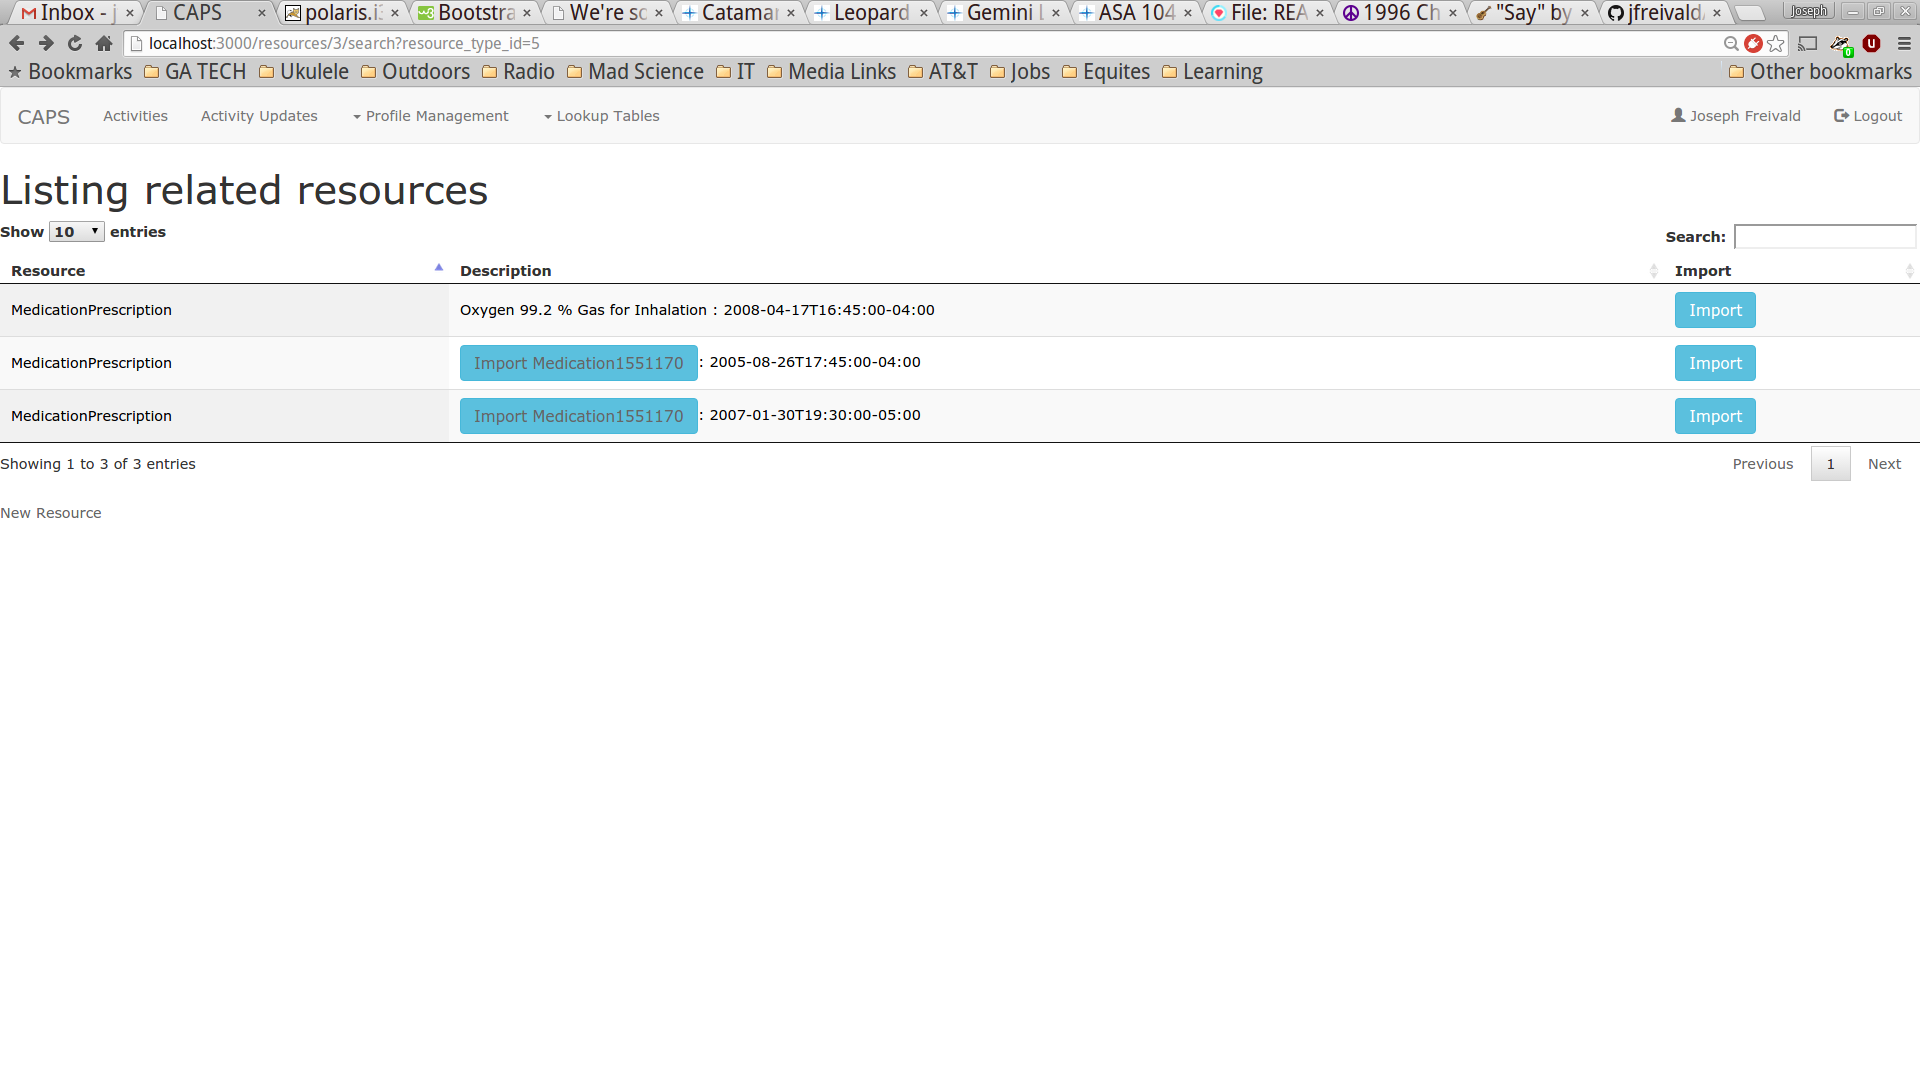 Inbox - j CAPS polaris.i Bootstra We're so Catamar Leopard Gemini L ASA 104 File: REA 1996 Ch "Say" by jfreivald Joseph
localhost:3000/resources/3/search?resource_type_id=5
Bookmarks GA TECH Ukulele Outdoors Radio Mad Science IT Media Links AT&T Jobs Equites Learning Other bookmarks
CAPS Activities Activity Updates Profile Management Lookup Tables Joseph Freivald Logout
Listing related resources
Show 10 entries Search:
Resource Description Import
MedicationPrescription Oxygen 99.2 % Gas for Inhalation : 2008-04-17T16:45:00-04:00 Import
MedicationPrescription Import Medication1551170 : 2005-08-26T17:45:00-04:00 Import
MedicationPrescription Import Medication1551170 : 2007-01-30T19:30:00-05:00 Import
Showing 1 to 3 of 3 entries Previous 1 Next
New Resource